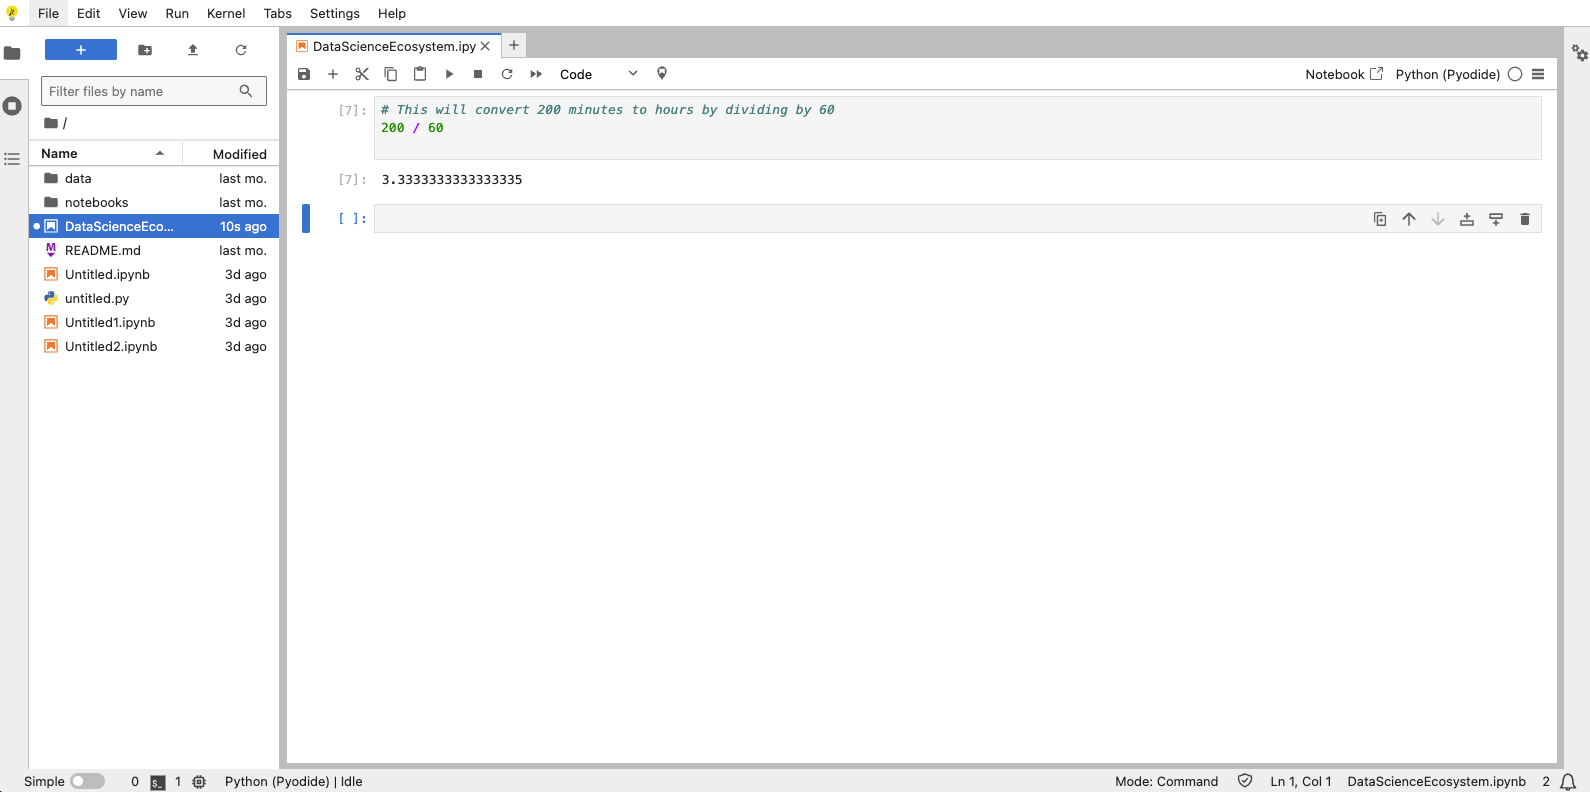 File Edit View Run Kernel Tabs Settings Help
+
Filter files by name
/
Name Modified
data last mo.
notebooks last mo.
DataScienceEco... 10s ago
README.md last mo.
Untitled.ipynb 3d ago
untitled.py 3d ago
Untitled1.ipynb 3d ago
Untitled2.ipynb 3d ago
DataScienceEcosystem.ipy
Code
Notebook Python (Pyodide)
[7]: # This will convert 200 minutes to hours by dividing by 60
200 / 60
[7]: 3.3333333333333335
[ ]:
Simple 0 $_ 1 Python (Pyodide) | Idle Mode: Command Ln 1, Col 1 DataScienceEcosystem.ipynb 2